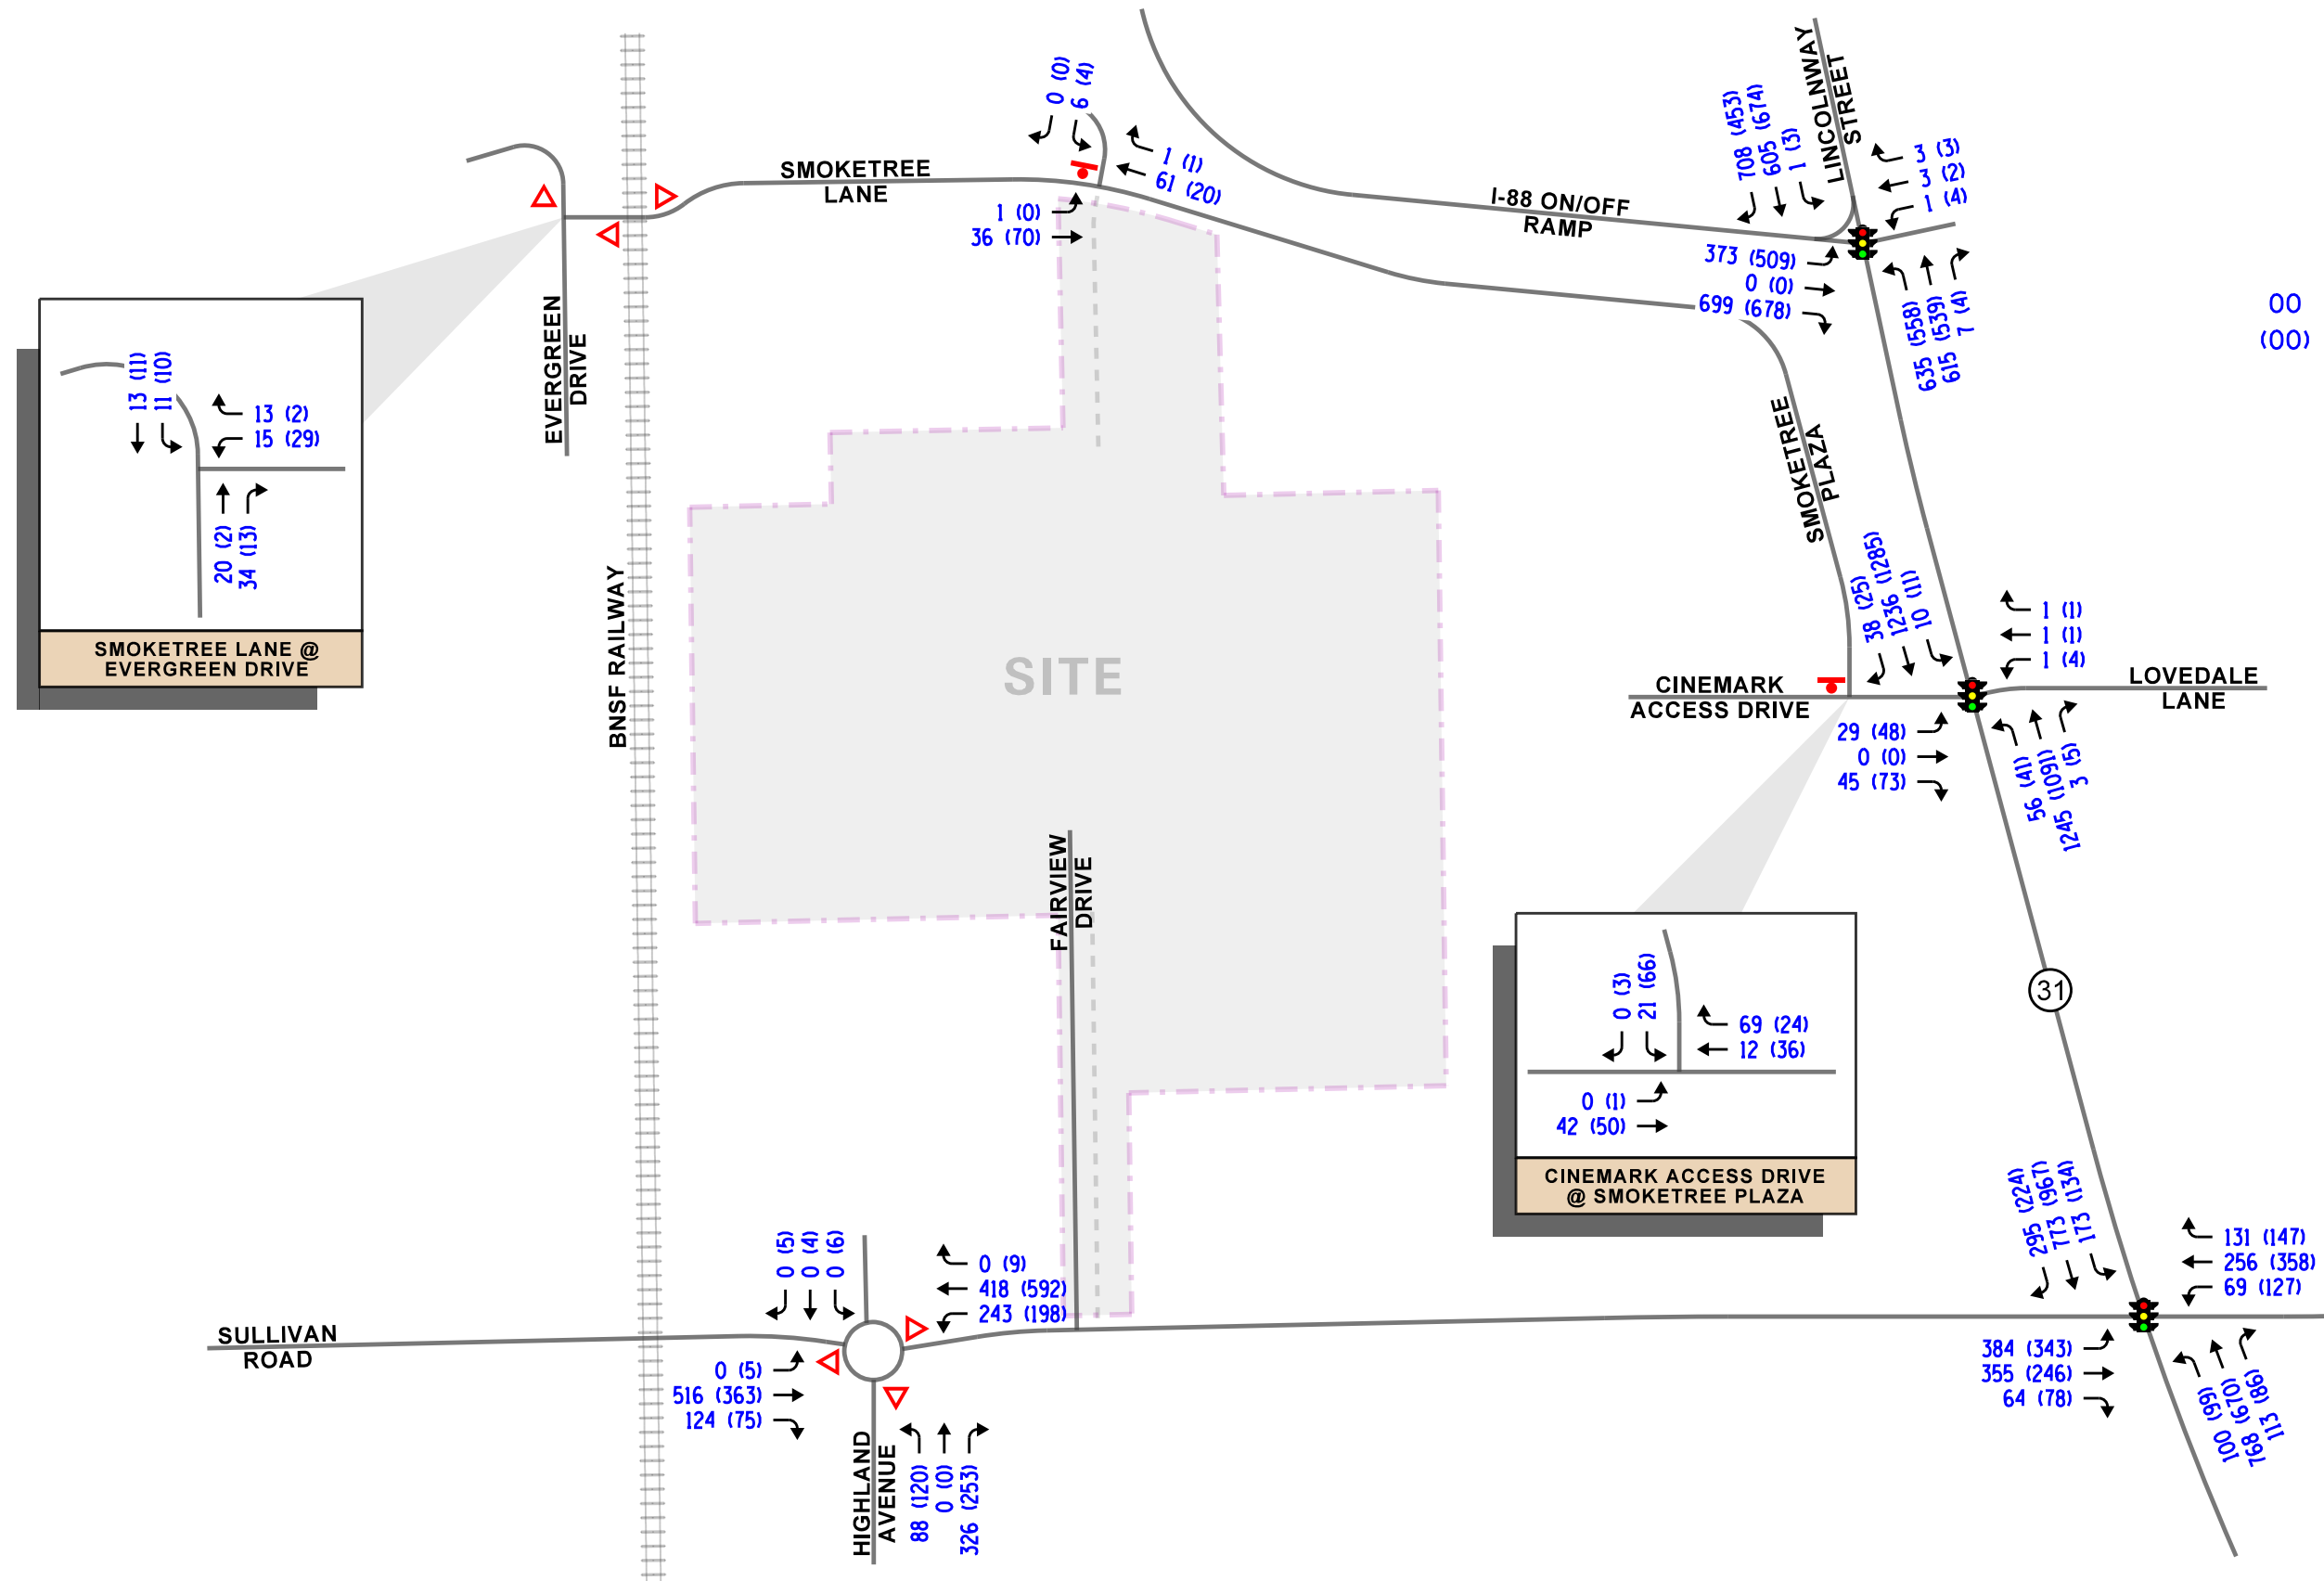 LINCOLNWAY
STREET
0 (0)
6 (4)
1 (1)
61 (20)
1 (0)
36 (70)
SMOKETREE
LANE
I-88 ON/OFF
RAMP
708 (453)
605 (674)
1 (3)
3 (3)
3 (2)
1 (4)
373 (509)
0 (0)
699 (678)
635 (558)
615 (539)
7 (4)
00
(00)
EVERGREEN
DRIVE
13 (11)
11 (10)
13 (2)
15 (29)
20 (2)
34 (13)
SMOKETREE LANE @
EVERGREEN DRIVE
BNSF RAILWAY
SITE
SMOKETREE
PLAZA
38 (25)
1236 (1285)
10 (11)
1 (1)
1 (1)
1 (4)
CINEMARK
ACCESS DRIVE
LOVEDALE
LANE
29 (48)
0 (0)
45 (73)
56 (41)
1245 (1091)
3 (5)
FAIRVIEW
DRIVE
0 (3)
21 (66)
69 (24)
12 (36)
0 (1)
42 (50)
CINEMARK ACCESS DRIVE
@ SMOKETREE PLAZA
31
0 (5)
0 (4)
0 (6)
0 (9)
418 (592)
243 (198)
SULLIVAN
ROAD
0 (5)
516 (363)
124 (75)
HIGHLAND
AVENUE
88 (120)
0 (0)
326 (253)
295 (224)
773 (967)
173 (134)
131 (147)
256 (358)
69 (127)
384 (343)
355 (246)
64 (78)
100 (99)
768 (670)
113 (86)